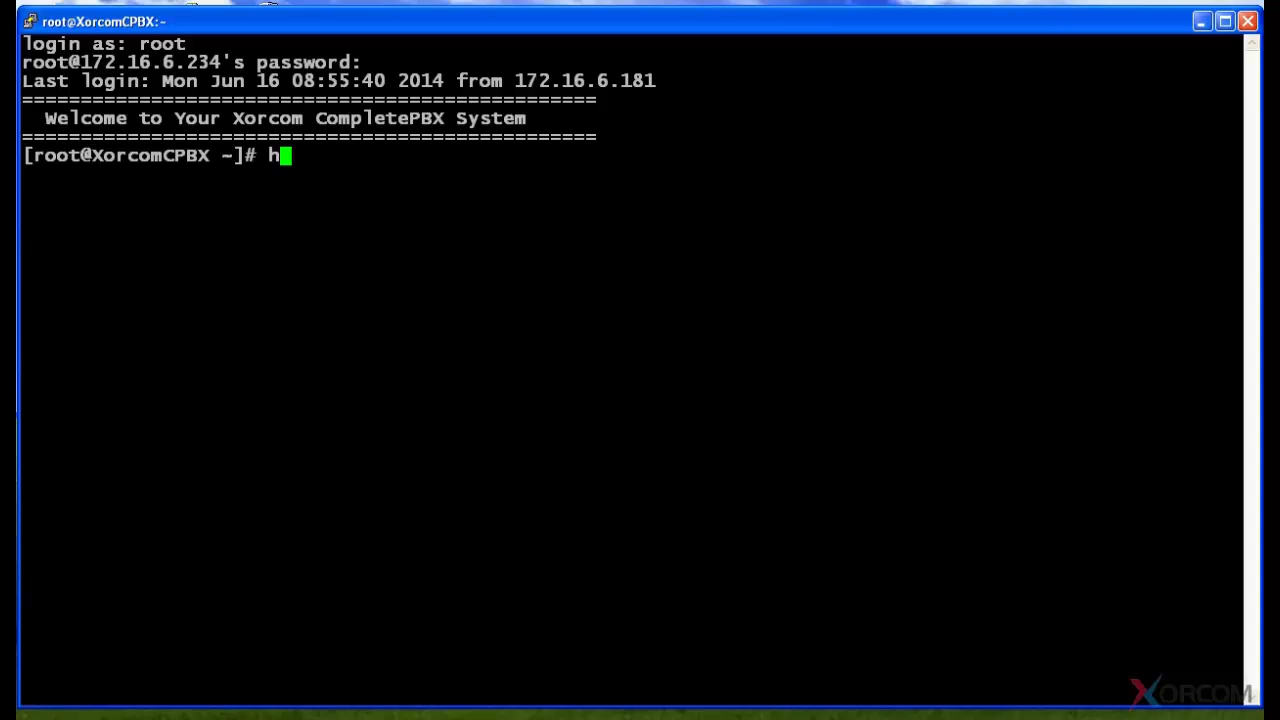 root@XorcomCPBX:~
login as: root
root@172.16.6.234's password:
Last login: Mon Jun 16 08:55:40 2014 from 172.16.6.181
=================================================
Welcome to Your Xorcom CompletePBX System
=================================================
[root@XorcomCPBX ~]# h
XORCOM